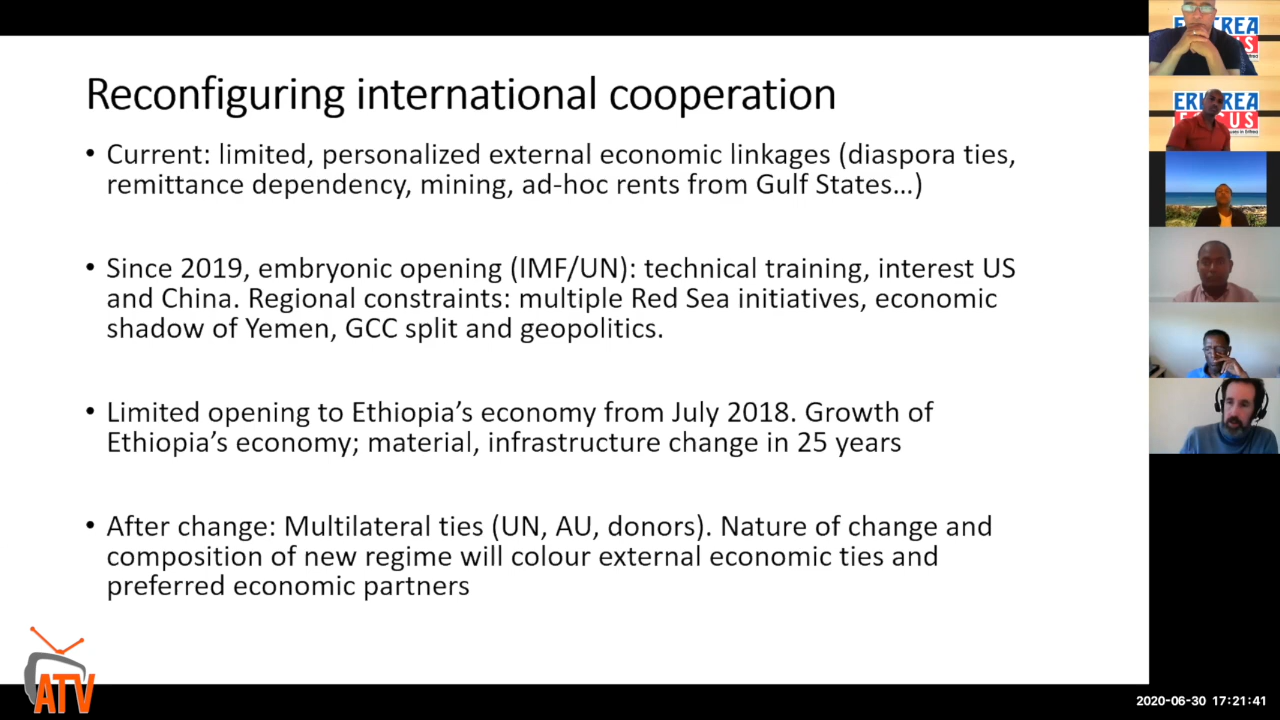 Reconfiguring international cooperation
• Current: limited, personalized external economic linkages (diaspora ties,
remittance dependency, mining, ad-hoc rents from Gulf States...)
• Since 2019, embryonic opening (IMF/UN): technical training, interest US
and China. Regional constraints: multiple Red Sea initiatives, economic
shadow of Yemen, GCC split and geopolitics.
• Limited opening to Ethiopia's economy from July 2018. Growth of
Ethiopia's economy; material, infrastructure change in 25 years
• After change: Multilateral ties (UN, AU, donors). Nature of change and
composition of new regime will colour external economic ties and
preferred economic partners
ATV
ERITREA
US
2020-06-30 17:21:41